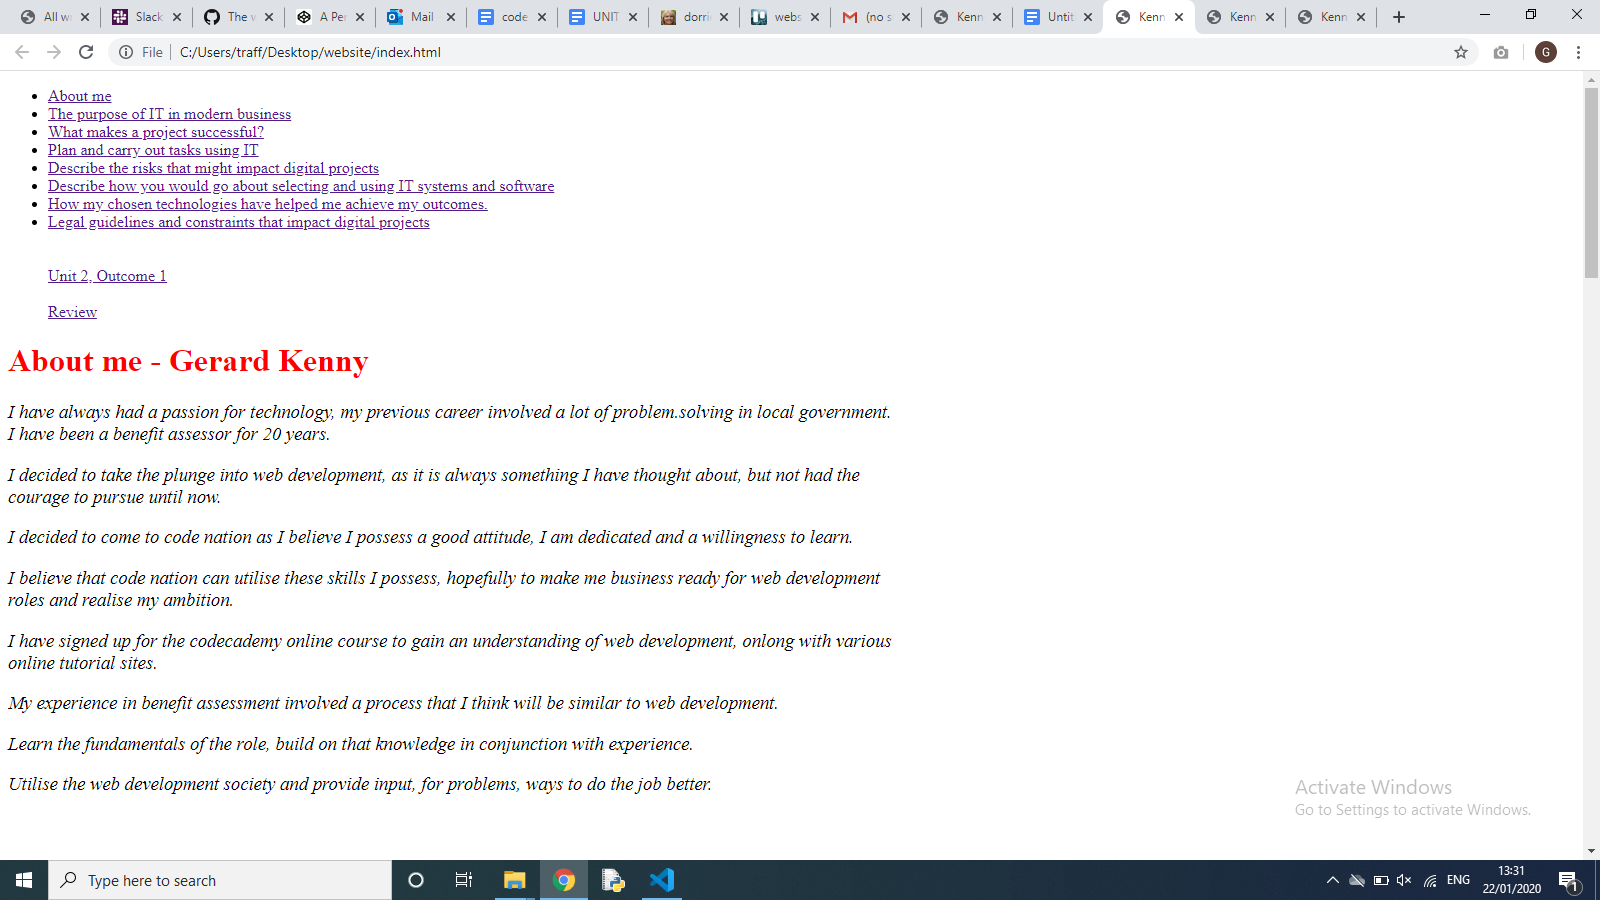 All w
Slack
The v
A Per
Mail
code
UNIT
dorri
webs
(no s
Kenn
Untit
Kenn
Kenn
Kenn
File
C:/Users/traff/Desktop/website/index.html
G
About me
The purpose of IT in modern business
What makes a project successful?
Plan and carry out tasks using IT
Describe the risks that might impact digital projects
Describe how you would go about selecting and using IT systems and software
How my chosen technologies have helped me achieve my outcomes.
Legal guidelines and constraints that impact digital projects
Unit 2, Outcome 1
Review
About me - Gerard Kenny
I have always had a passion for technology, my previous career involved a lot of problem.solving in local government.
I have been a benefit assessor for 20 years.
I decided to take the plunge into web development, as it is always something I have thought about, but not had the
courage to pursue until now.
I decided to come to code nation as I believe I possess a good attitude, I am dedicated and a willingness to learn.
I believe that code nation can utilise these skills I possess, hopefully to make me business ready for web development
roles and realise my ambition.
I have signed up for the codecademy online course to gain an understanding of web development, onlong with various
online tutorial sites.
My experience in benefit assessment involved a process that I think will be similar to web development.
Learn the fundamentals of the role, build on that knowledge in conjunction with experience.
Utilise the web development society and provide input, for problems, ways to do the job better.
Activate Windows
Go to Settings to activate Windows.
Type here to search
ENG
13:31
22/01/2020
1